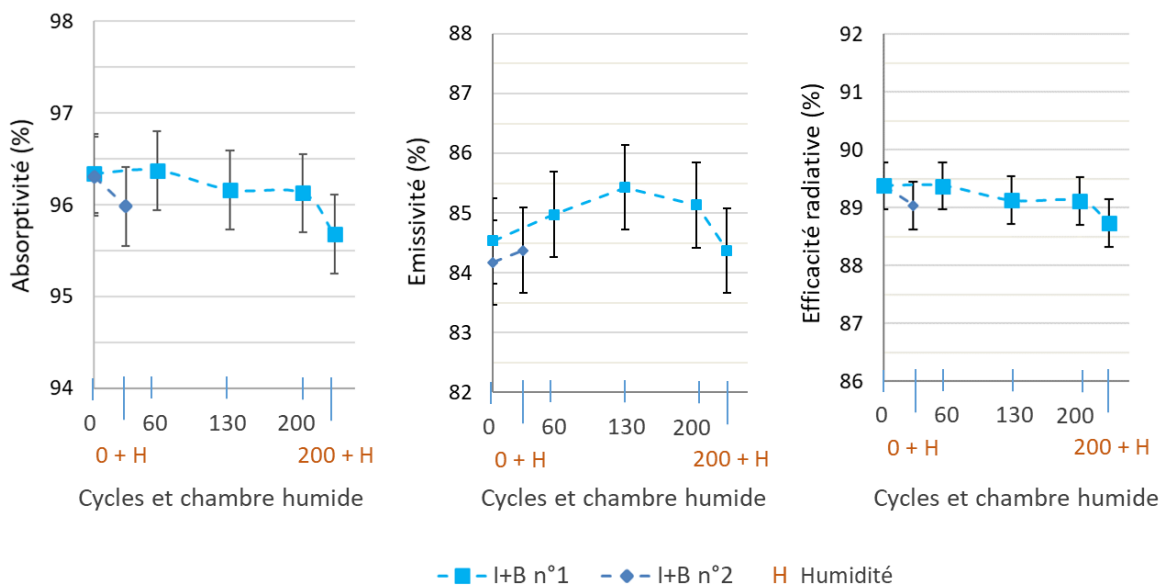 Absorptivité (%)
98
97
96
95
94
0
60
130
200
0 + H
200 + H
Cycles et chambre humide
Emissivité (%)
88
87
86
85
84
83
82
0
60
130
200
0 + H
200 + H
Cycles et chambre humide
Efficacité radiative (%)
92
91
90
89
88
87
86
0
60
130
200
0 + H
200 + H
Cycles et chambre humide
I+B n°1
I+B n°2
H Humidité